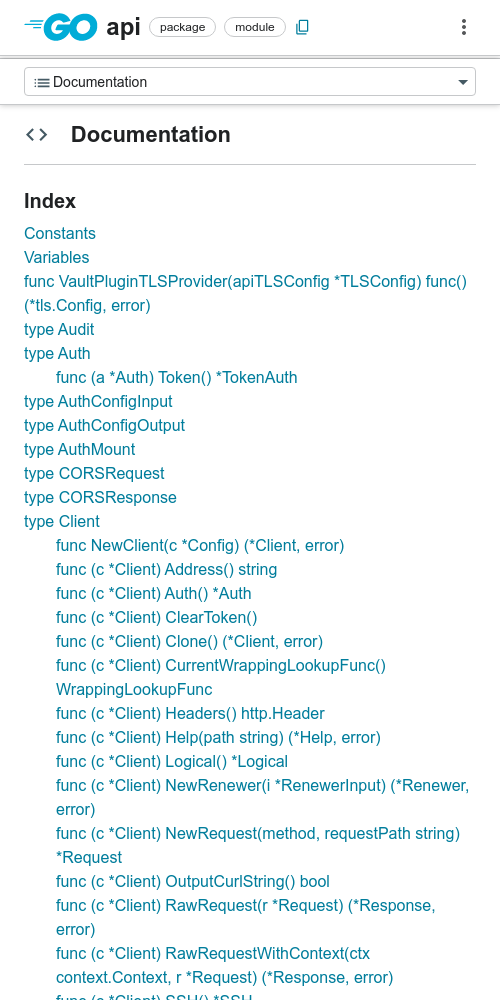 GO api package module
Documentation
Documentation
Index
Constants
Variables
func VaultPluginTLSProvider(apiTLSConfig *TLSConfig) func()
(*tls.Config, error)
type Audit
type Auth
func (a *Auth) Token() *TokenAuth
type AuthConfigInput
type AuthConfigOutput
type AuthMount
type CORSRequest
type CORSResponse
type Client
func NewClient(c *Config) (*Client, error)
func (c *Client) Address() string
func (c *Client) Auth() *Auth
func (c *Client) ClearToken()
func (c *Client) Clone() (*Client, error)
func (c *Client) CurrentWrappingLookupFunc()
WrappingLookupFunc
func (c *Client) Headers() http.Header
func (c *Client) Help(path string) (*Help, error)
func (c *Client) Logical() *Logical
func (c *Client) NewRenewer(i *RenewerInput) (*Renewer,
error)
func (c *Client) NewRequest(method, requestPath string)
*Request
func (c *Client) OutputCurlString() bool
func (c *Client) RawRequest(r *Request) (*Response,
error)
func (c *Client) RawRequestWithContext(ctx
context.Context, r *Request) (*Response, error)
func (c *Client) SSH() *SSH